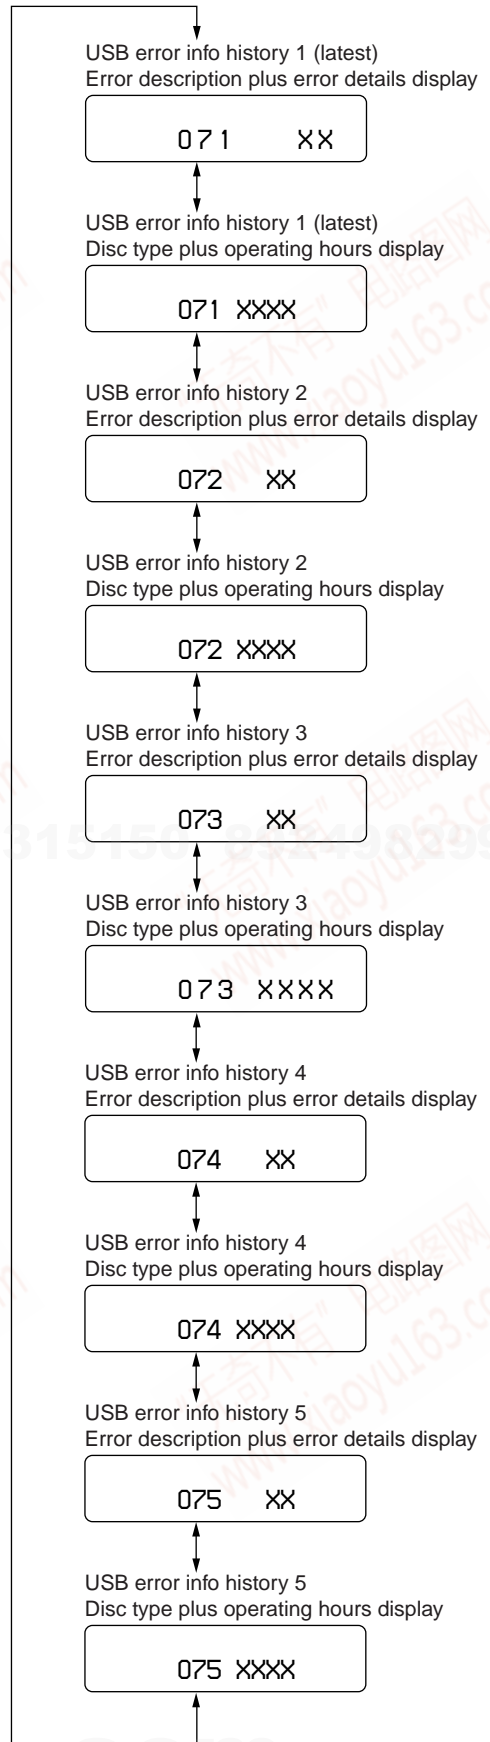 USB error info history 1 (latest)
Error description plus error details display
071 XX
USB error info history 1 (latest)
Disc type plus operating hours display
071 XXXX
USB error info history 2
Error description plus error details display
072 XX
USB error info history 2
Disc type plus operating hours display
072 XXXX
USB error info history 3
Error description plus error details display
073 XX
USB error info history 3
Disc type plus operating hours display
073 XXXX
USB error info history 4
Error description plus error details display
074 XX
USB error info history 4
Disc type plus operating hours display
074 XXXX
USB error info history 5
Error description plus error details display
075 XX
USB error info history 5
Disc type plus operating hours display
075 XXXX